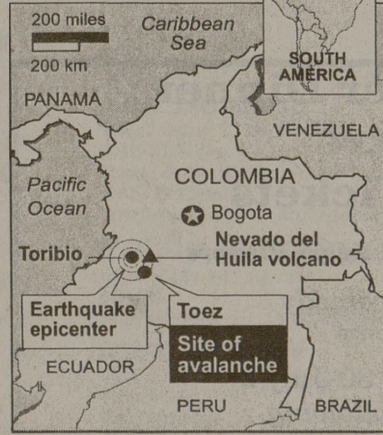 200 miles
200 km
Caribbean
Sea
SOUTH
AMERICA
PANAMA
VENEZUELA
Pacific
Ocean
COLOMBIA
Bogota
Toribio
Nevado del
Huila volcano
Earthquake
epicenter
Toez
Site of
avalanche
ECUADOR
PERU
BRAZIL